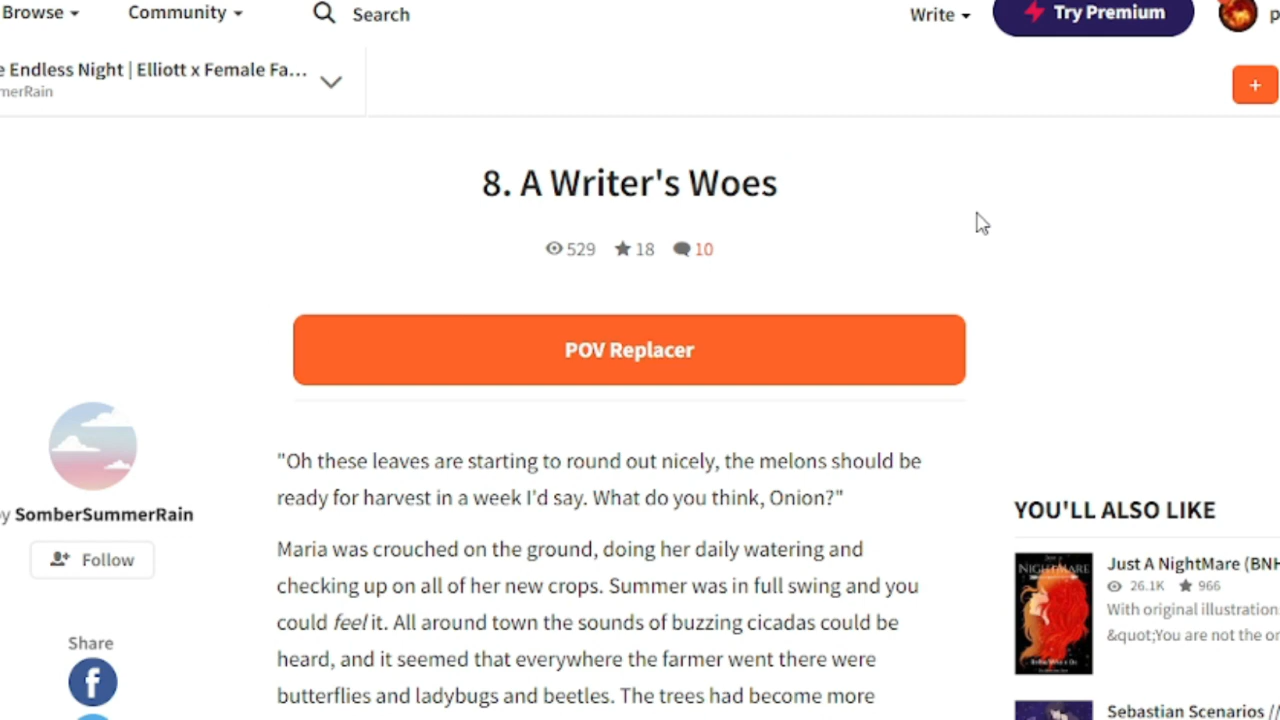 Browse
Community
Search
Write
Try Premium
p
e Endless Night | Elliott x Female Fa...
merRain
+
8. A Writer's Woes
529 18 10
POV Replacer
"Oh these leaves are starting to round out nicely, the melons should be
ready for harvest in a week I'd say. What do you think, Onion?"
Maria was crouched on the ground, doing her daily watering and
checking up on all of her new crops. Summer was in full swing and you
could feel it. All around town the sounds of buzzing cicadas could be
heard, and it seemed that everywhere the farmer went there were
butterflies and ladybugs and beetles. The trees had become more
by SomberSummerRain
Follow
Share
f
YOU'LL ALSO LIKE
NIGHTMARE
Just A NightMare (BNH
26.1K 966
With original illustration
&quot;You are not the or
Sebastian Scenarios //